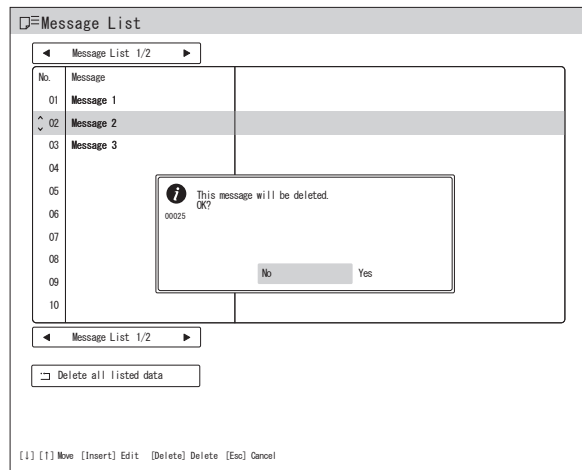 Message List
◀ Message List 1/2 ▶
No. Message
01 Message 1
02 Message 2
03 Message 3
04
05
06
07
08
09
10
This message will be deleted.
OK?
00025
No Yes
◀ Message List 1/2 ▶
Delete all listed data
[↓] [↑] Move [Insert] Edit [Delete] Delete [Esc] Cancel